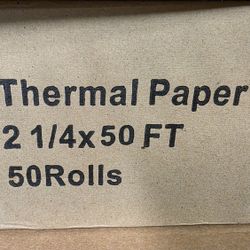 Thermal Paper
2 1/4x50 FT
50Rolls